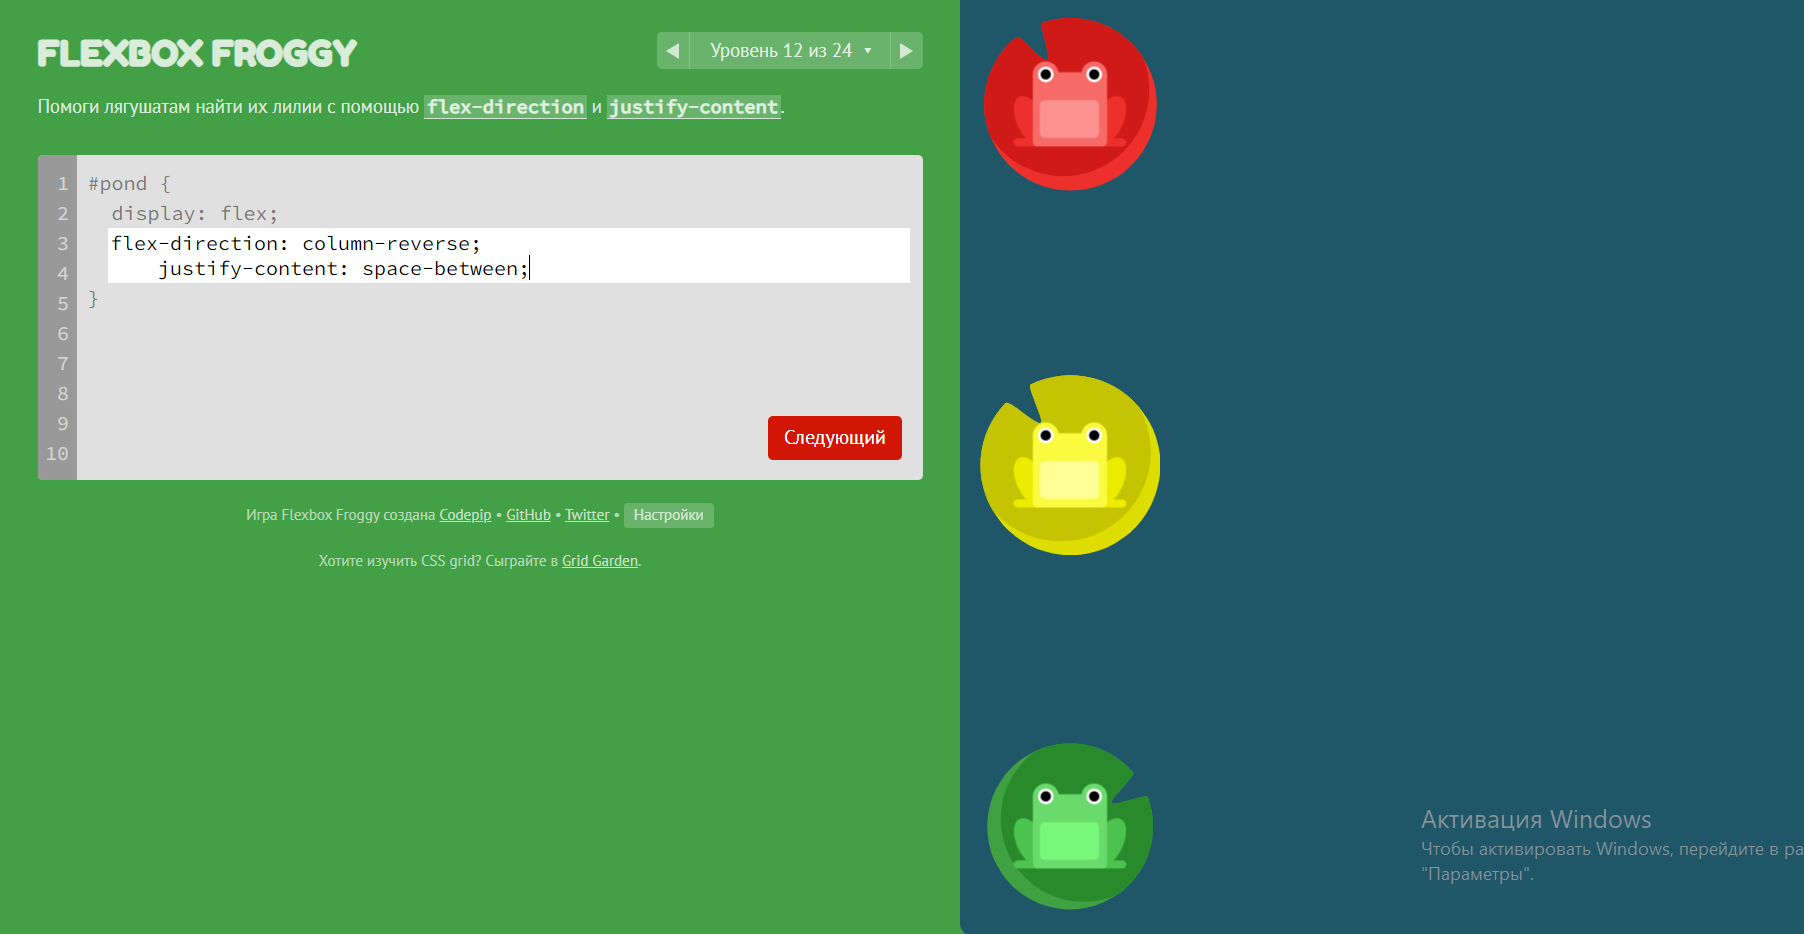 FLEXBOX FROGGY
Уровень 12 из 24
Помоги лягушатам найти их лилии с помощью flex-direction и justify-content.
1 #pond {
2 display: flex;
3 flex-direction: column-reverse;
4 justify-content: space-between;
5 }
6
7
8
9
10
Следующий
Игра Flexbox Froggy создана Codepip • GitHub • Twitter • Настройки
Хотите изучить CSS grid? Сыграйте в Grid Garden.
Активация Windows
Чтобы активировать Windows, перейдите в ра
"Параметры".